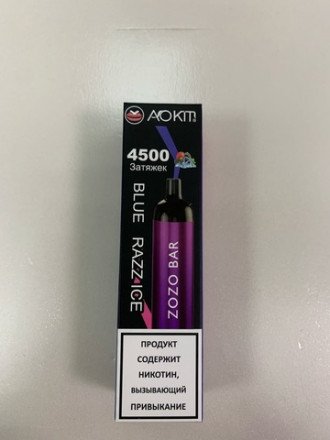 AOKIT
4500
Затяжек
BLUE RAZZ ICE
ZOZO BAR
ПРОДУКТ
СОДЕРЖИТ
НИКОТИН,
ВЫЗЫВАЮЩИЙ
ПРИВЫКАНИЕ